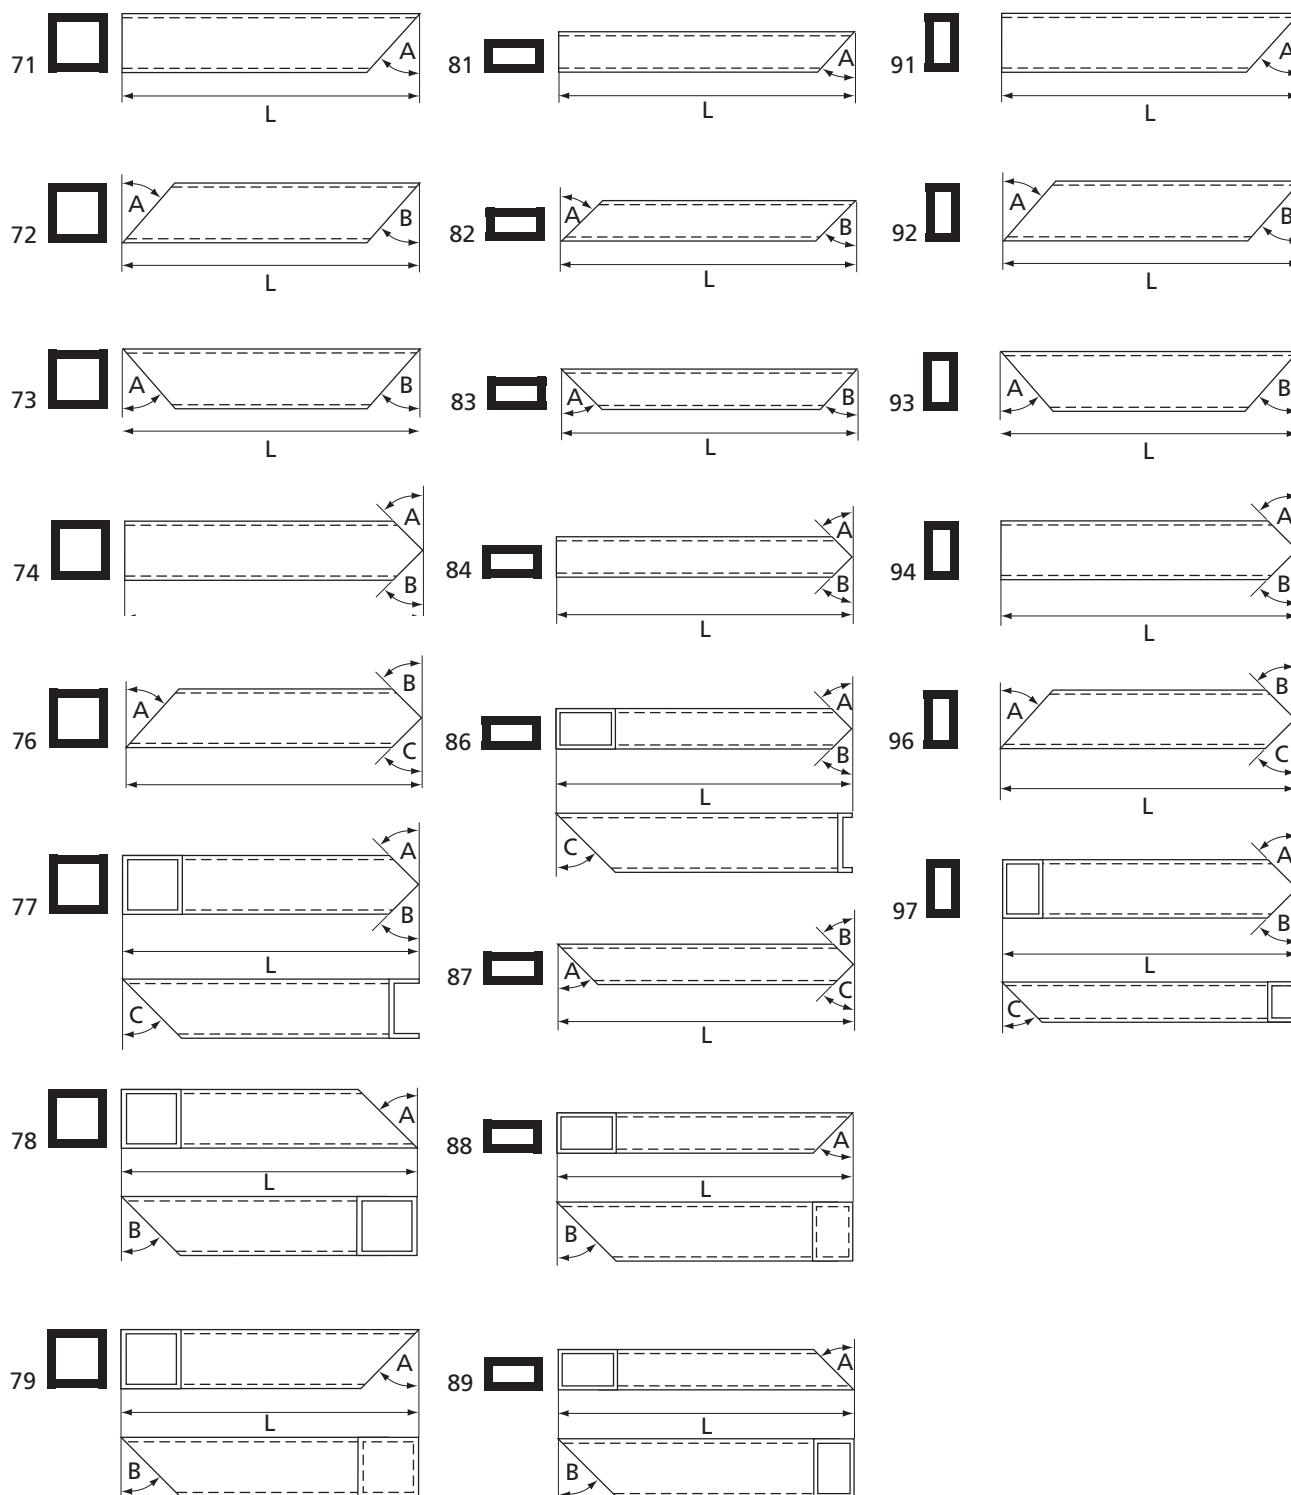 71 A L
81 A L
91 A L
72 A B L
82 A B L
92 A B L
73 A B L
83 A B L
93 A B L
74 A B
84 A B L
94 A B L
76 A B C
86 A B L C
96 A B C L
77 A B L C
87 A B C L
97 A B L C
78 A L B
88 A L B
79 A L B
89 A L B